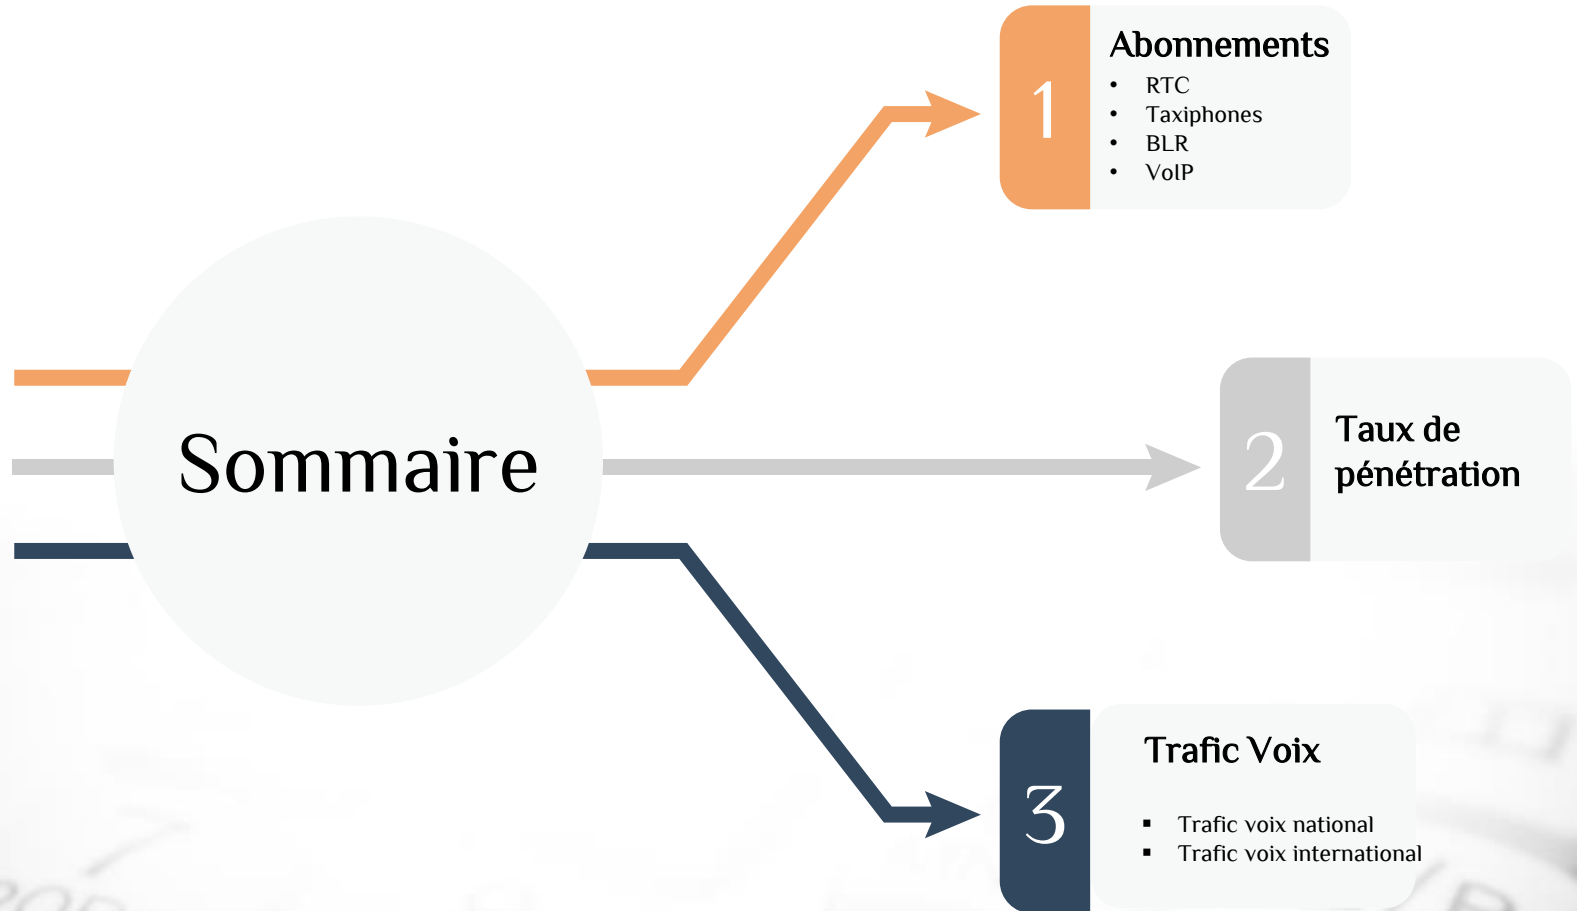 Sommaire
1
Abonnements
• RTC
• Taxiphones
• BLR
• VoIP
2
Taux de
pénétration
3
Trafic Voix
▪ Trafic voix national
▪ Trafic voix international